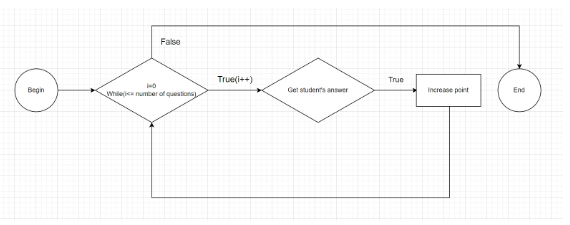 False
True(i++)
True
Begin
i=0
While(i<= number of questions)
Get student's answer
Increase point
End